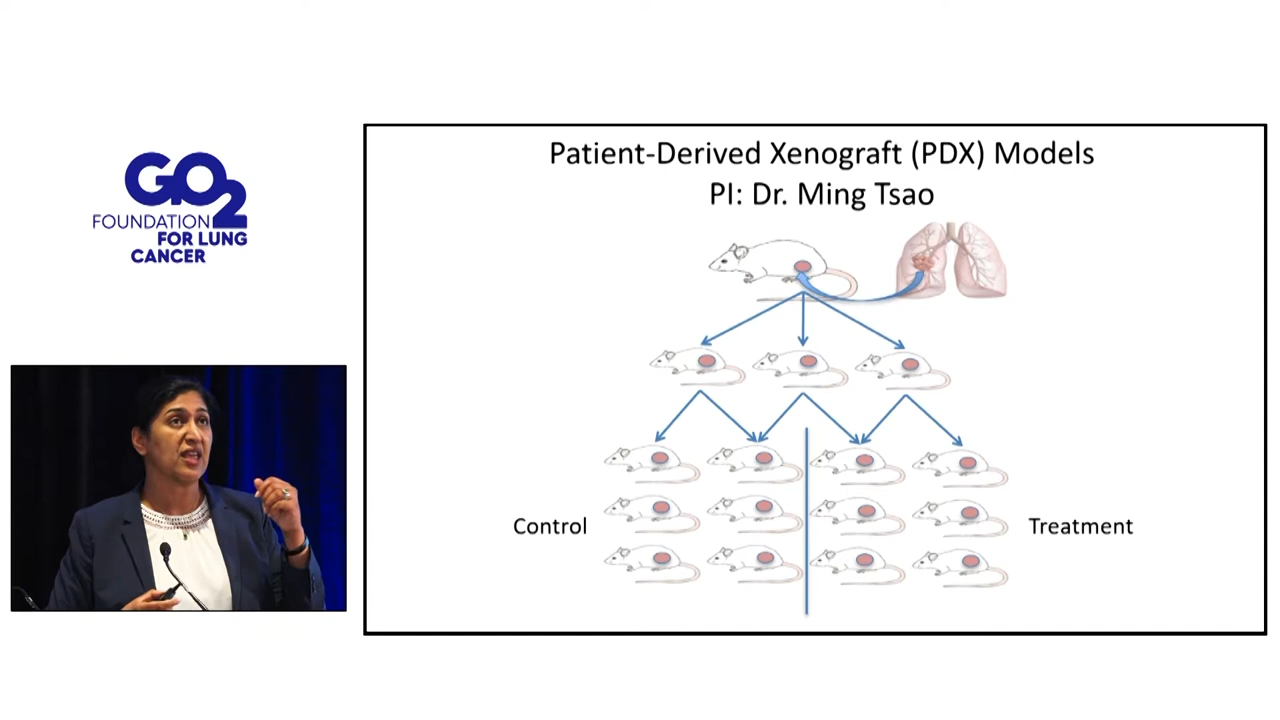 GO2
FOUNDATION
FOR LUNG
CANCER
Patient-Derived Xenograft (PDX) Models
PI: Dr. Ming Tsao
Control
Treatment